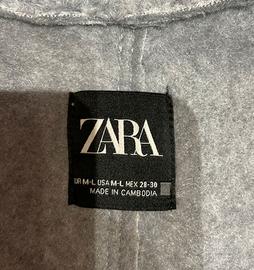 ZARA
EUR M-L USA M-L MEX 28-30
MADE IN CAMBODIA